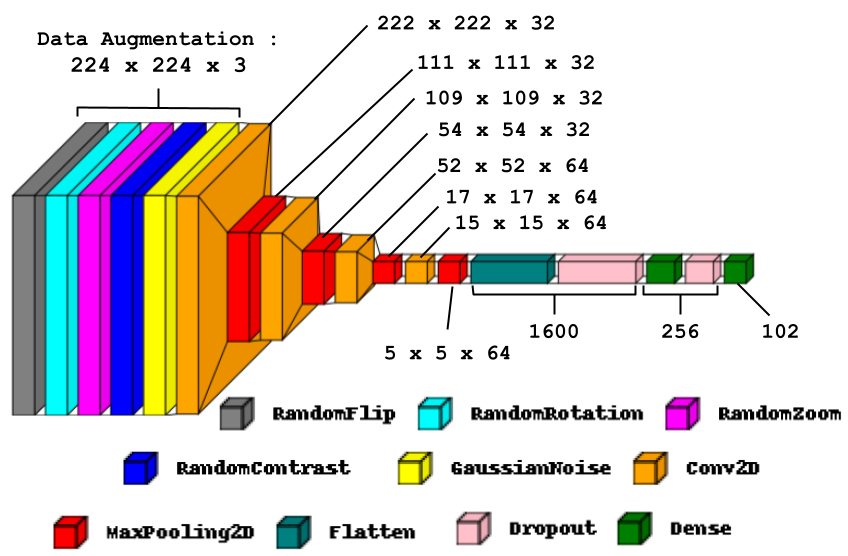 Data Augmentation :
224 x 224 x 3
222 x 222 x 32
111 x 111 x 32
109 x 109 x 32
54 x 54 x 32
52 x 52 x 64
17 x 17 x 64
15 x 15 x 64
5 x 5 x 64
1600
256
102
RandomFlip
RandomRotation
RandomZoom
RandomContrast
GaussianNoise
Conv2D
MaxPooling2D
Flatten
Dropout
Dense